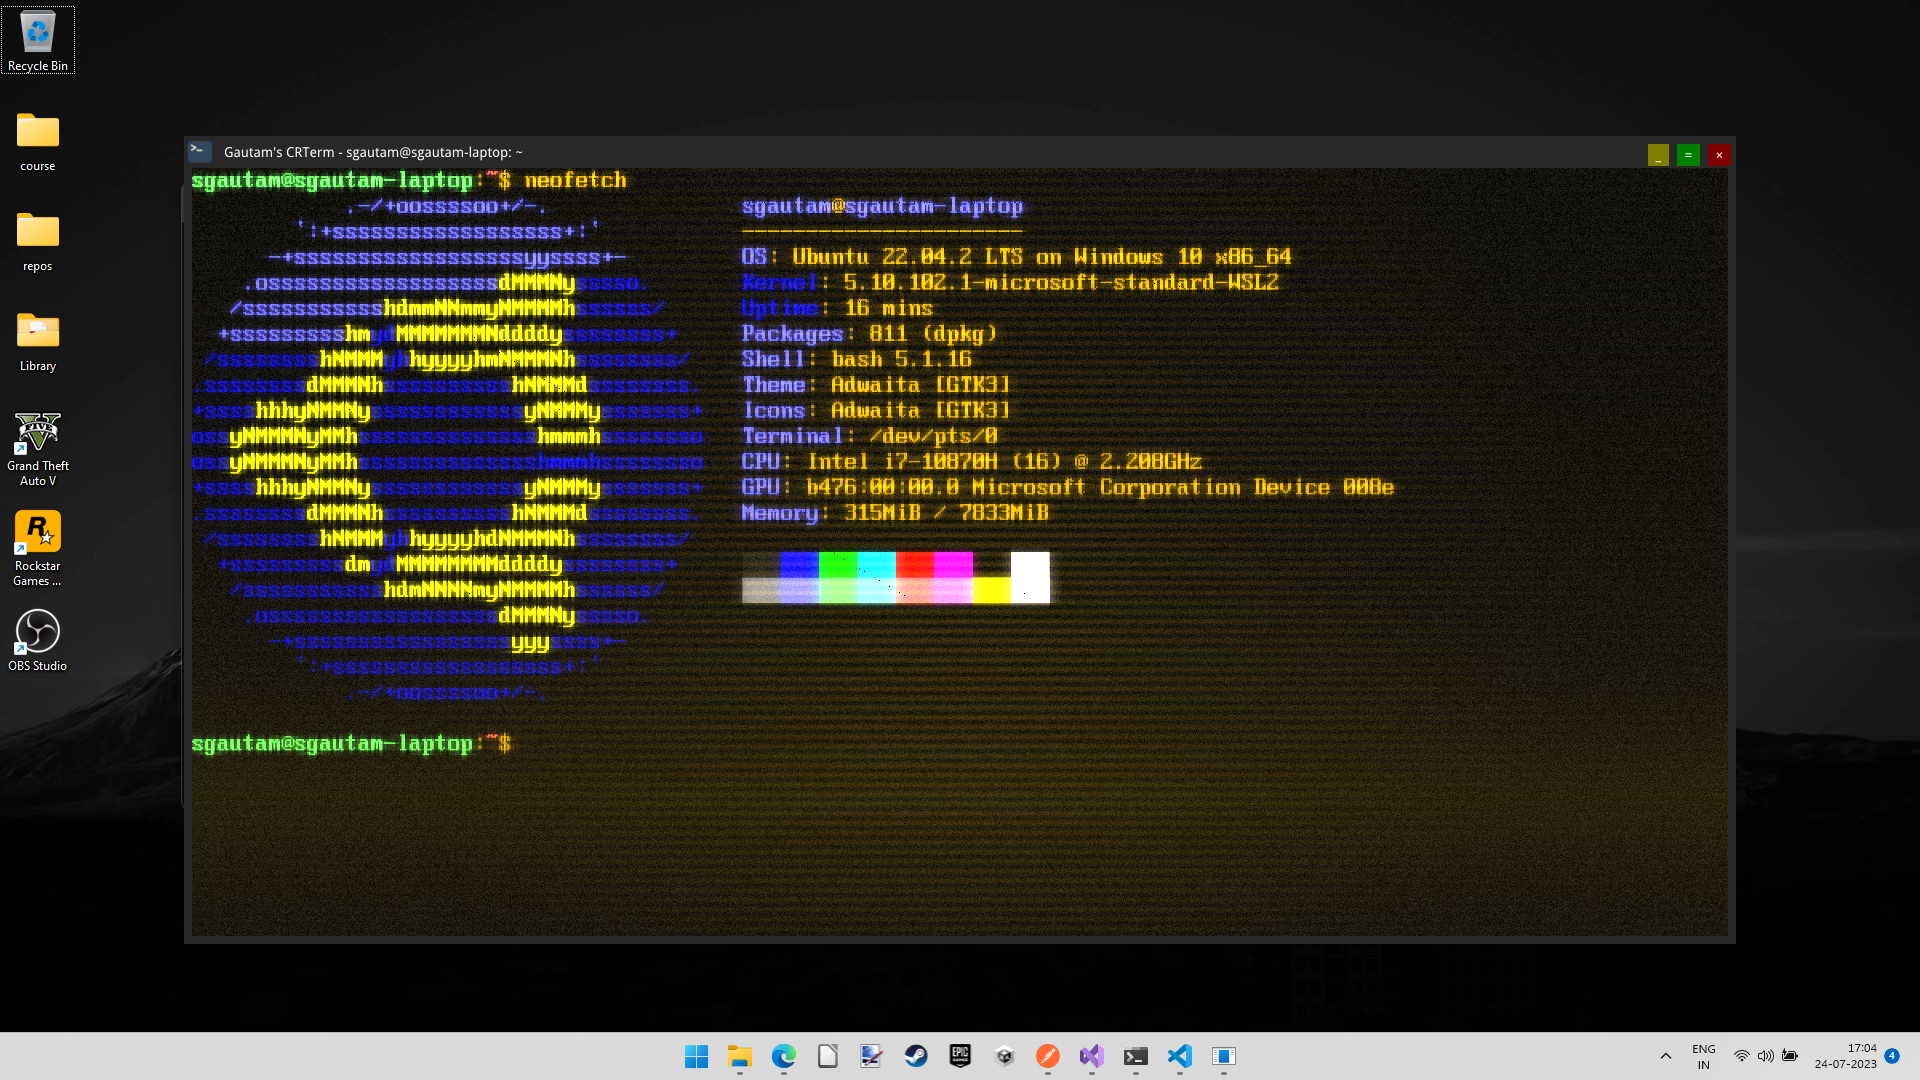 Recycle Bin
course
repos
Library
FIVE
Grand Theft
Auto V
R
Rockstar
Games ...
OBS Studio
Gautam's CRTerm - sgautam@sgautam-laptop: ~
_ = ×
sgautam@sgautam-laptop:~$ neofetch
.-/+oossssoo+/-.
`:+ssssssssssssssssss+:`
-+ssssssssssssssssssyyssss+-
.ossssssssssssssssssdMMMNysssso.
/ssssssssssshdmmNNmmyNMMMMhssssss/
+ssssssssshmydMMMMMMMNddddyssssssss+
/sssssssshNMMMyhhyyyyhmNMMMNhssssssss/
.ssssssssdMMMNhsssssssssshNMMMdssssssss.
+sssshhhyNMMNyssssssssssssyNMMMysssssss+
ossyNMMMNyMMhsssssssssssssshmmmhssssssso
ossyNMMMNyMMhsssssssssssssshmmmhssssssso
+sssshhhyNMMNyssssssssssssyNMMMysssssss+
.ssssssssdMMMNhsssssssssshNMMMdssssssss.
/sssssssshNMMMyhhyyyyhdNMMMNhssssssss/
+sssssssssdmydMMMMMMMMddddyssssssss+
/ssssssssssshdmNNNNmyNMMMMhssssss/
.ossssssssssssssssssdMMMNysssso.
-+sssssssssssssssssyyyssss+-
`:+ssssssssssssssssss+:`
.-/+oossssoo+/-.
sgautam@sgautam-laptop
----------------------
OS: Ubuntu 22.04.2 LTS on Windows 10 x86_64
Kernel: 5.10.102.1-microsoft-standard-WSL2
Uptime: 16 mins
Packages: 811 (dpkg)
Shell: bash 5.1.16
Theme: Adwaita [GTK3]
Icons: Adwaita [GTK3]
Terminal: /dev/pts/0
CPU: Intel i7-10870H (16) @ 2.208GHz
GPU: b476:00:00.0 Microsoft Corporation Device 008e
Memory: 315MiB / 7833MiB
sgautam@sgautam-laptop:~$
EPIC
GAMES
ENG
IN
17:04
24-07-2023
4